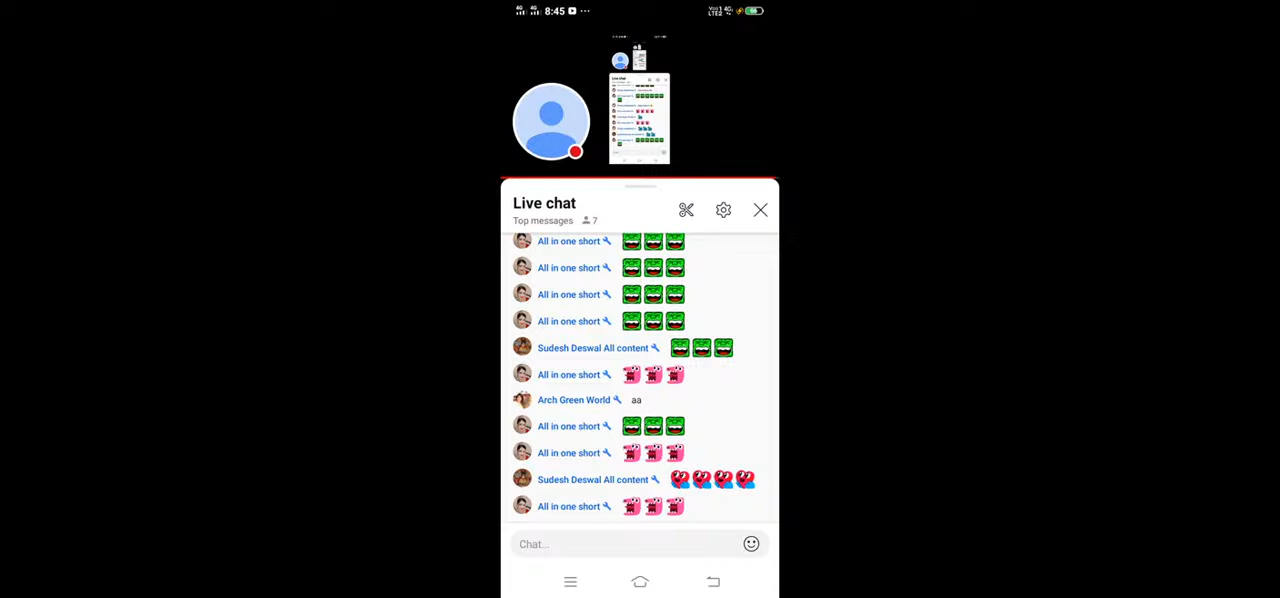 8:45
Live chat
Top messages 7
All in one short
All in one short
All in one short
All in one short
Sudesh Deswal All content
All in one short
Arch Green World aa
All in one short
All in one short
Sudesh Deswal All content
All in one short
Chat...